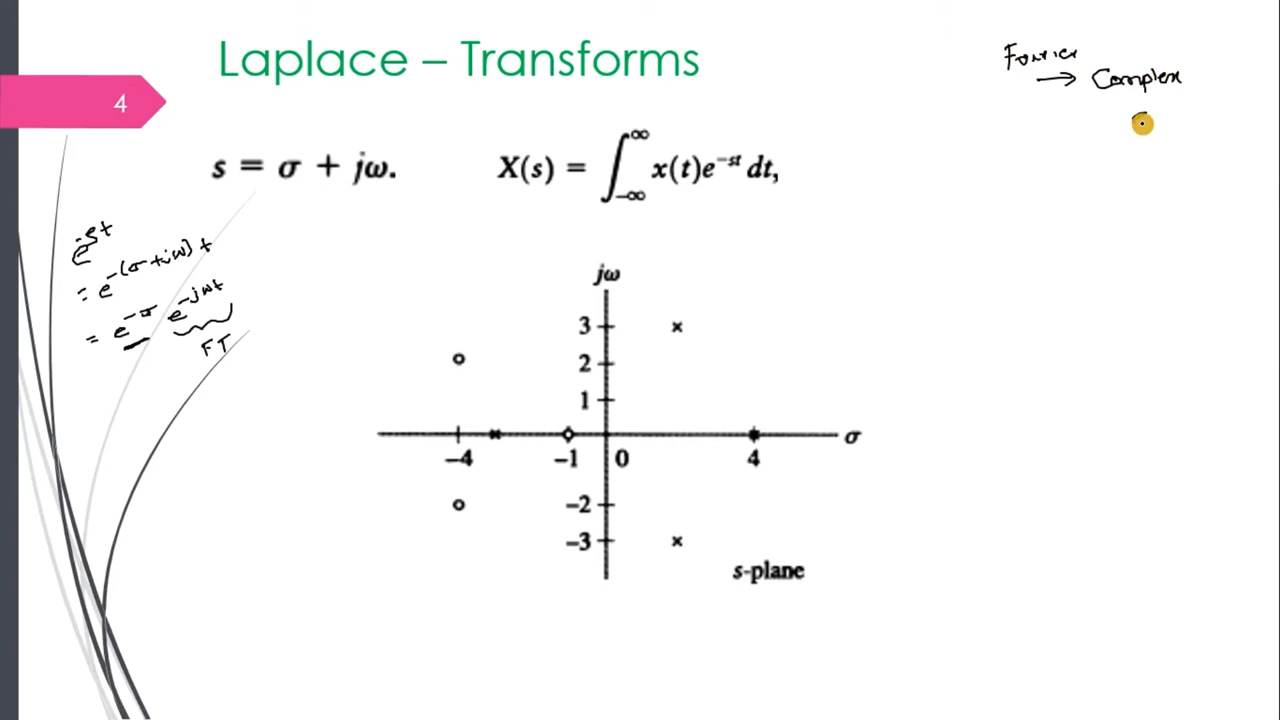 Laplace – Transforms
Fourier
→ Complex
4
s = σ + jω.
X(s) = ∫_{-∞}^{∞} x(t)e^{-st} dt,
e^{-st}
= e^{-(σ+jω)t}
= e^{-σ} e^{-jωt}
FT
jω
3
2
1
-4
-1
0
4
σ
-2
-3
s-plane